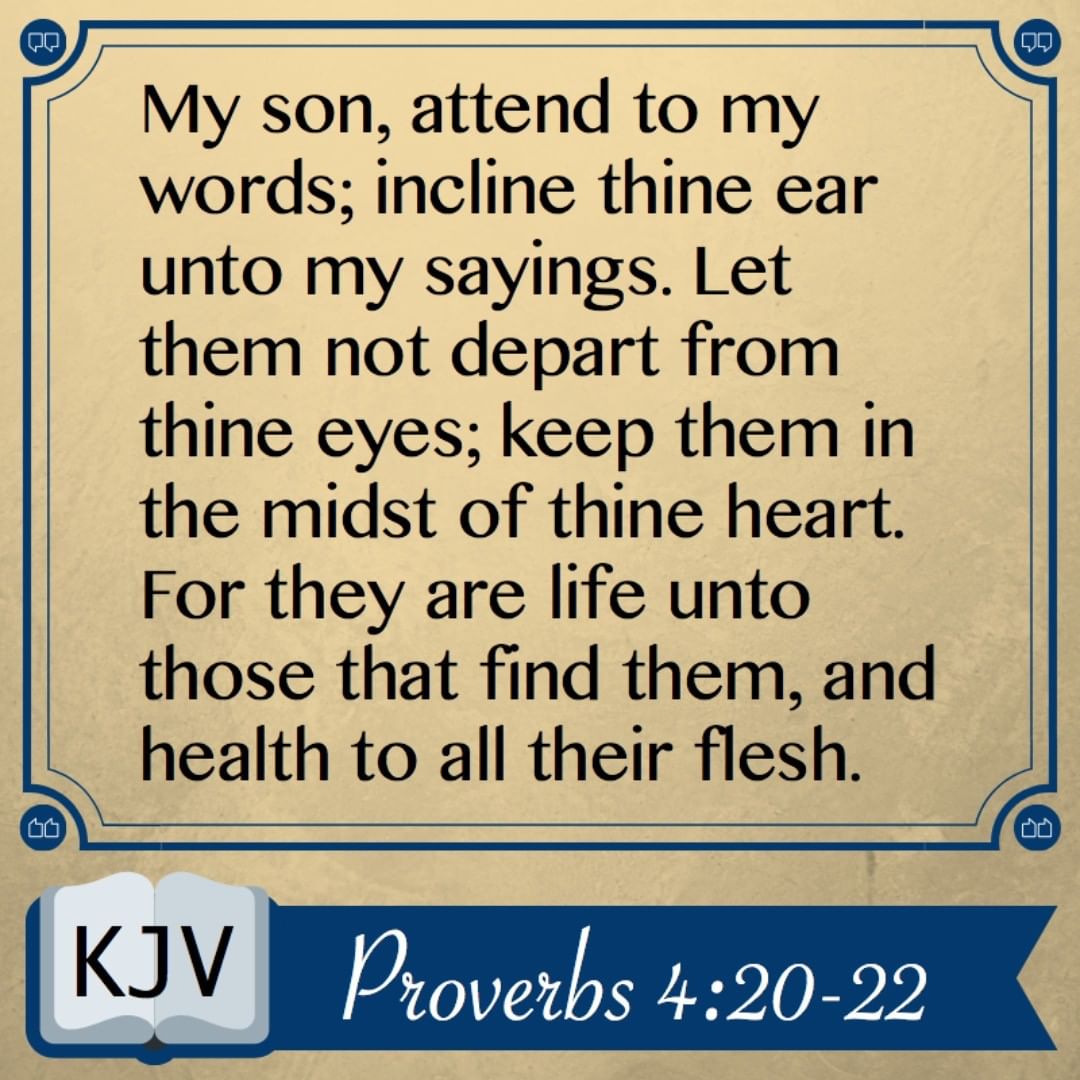 My son, attend to my
words; incline thine ear
unto my sayings. Let
them not depart from
thine eyes; keep them in
the midst of thine heart.
For they are life unto
those that find them, and
health to all their flesh.
KJV
Proverbs 4:20-22